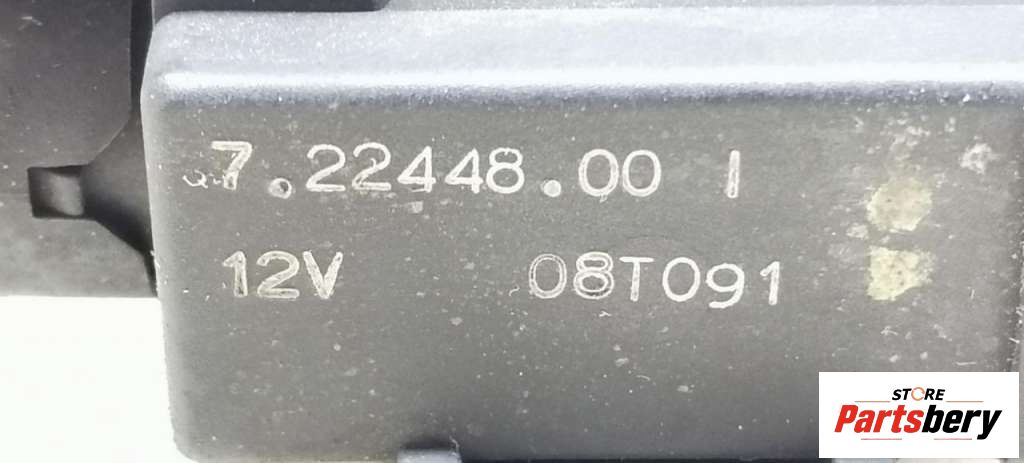 7.22448.00 I
12V 08T091
STORE
Partsbery